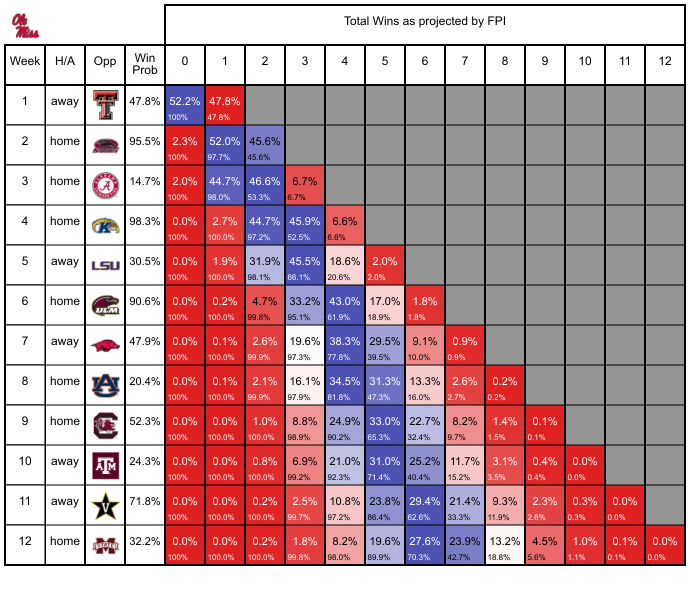 Ole Miss
Total Wins as projected by FPI
Week H/A Opp Win Prob 0 1 2 3 4 5 6 7 8 9 10 11 12
1 away T 47.8% 52.2% 47.8%
100% 47.8%
2 home 95.5% 2.3% 52.0% 45.6%
100% 97.7% 45.6%
3 home A 14.7% 2.0% 44.7% 46.6% 6.7%
100% 98.0% 53.3% 6.7%
4 home K 98.3% 0.0% 2.7% 44.7% 45.9% 6.6%
100% 100.0% 97.2% 52.5% 6.6%
5 away LSU 30.5% 0.0% 1.9% 31.9% 45.5% 18.6% 2.0%
100% 100.0% 98.1% 66.1% 20.6% 2.0%
6 home ULM 90.6% 0.0% 0.2% 4.7% 33.2% 43.0% 17.0% 1.8%
100% 100.0% 99.8% 95.1% 61.9% 18.9% 1.8%
7 away 47.9% 0.0% 0.1% 2.6% 19.6% 38.3% 29.5% 9.1% 0.9%
100% 100.0% 99.9% 97.3% 77.8% 39.5% 10.0% 0.9%
8 home AU 20.4% 0.0% 0.1% 2.1% 16.1% 34.5% 31.3% 13.3% 2.6% 0.2%
100% 100.0% 99.9% 97.9% 81.8% 47.3% 16.0% 2.7% 0.2%
9 home C 52.3% 0.0% 0.0% 1.0% 8.8% 24.9% 33.0% 22.7% 8.2% 1.4% 0.1%
100% 100.0% 100.0% 98.9% 90.2% 65.3% 32.4% 9.7% 1.5% 0.1%
10 away ATM 24.3% 0.0% 0.0% 0.8% 6.9% 21.0% 31.0% 25.2% 11.7% 3.1% 0.4% 0.0%
100% 100.0% 100.0% 99.2% 92.3% 71.4% 40.4% 15.2% 3.5% 0.4% 0.0%
11 away V 71.8% 0.0% 0.0% 0.2% 2.5% 10.8% 23.8% 29.4% 21.4% 9.3% 2.3% 0.3% 0.0%
100% 100.0% 100.0% 99.7% 97.2% 86.4% 62.6% 33.3% 11.9% 2.6% 0.3% 0.0%
12 home M STATE 32.2% 0.0% 0.0% 0.2% 1.8% 8.2% 19.6% 27.6% 23.9% 13.2% 4.5% 1.0% 0.1% 0.0%
100% 100.0% 100.0% 99.8% 98.0% 89.9% 70.3% 42.7% 18.8% 5.6% 1.1% 0.1% 0.0%